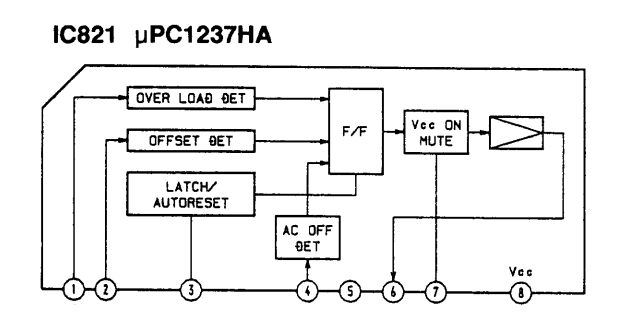 IC821 μPC1237HA
OVER LOAD DET
OFFSET DET
LATCH/
AUTORESET
AC OFF
DET
F/F
Vcc ON
MUTE
Vcc
1 2 3 4 5 6 7 8